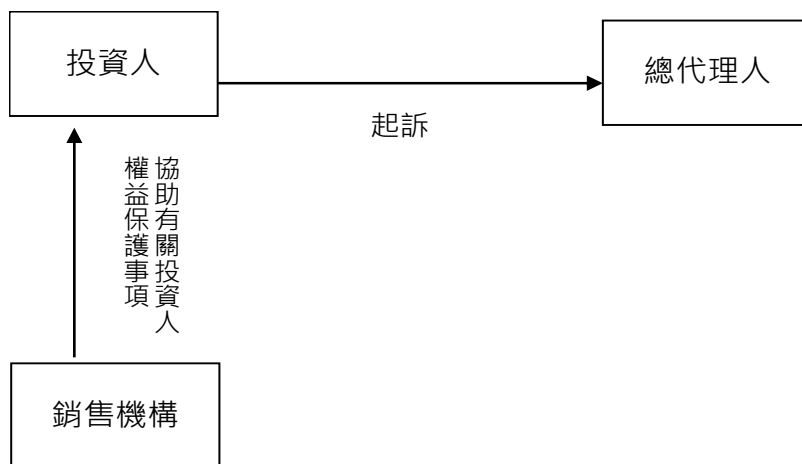 投資人
總代理人
起訴
協助有關投資人
權益保護事項
銷售機構